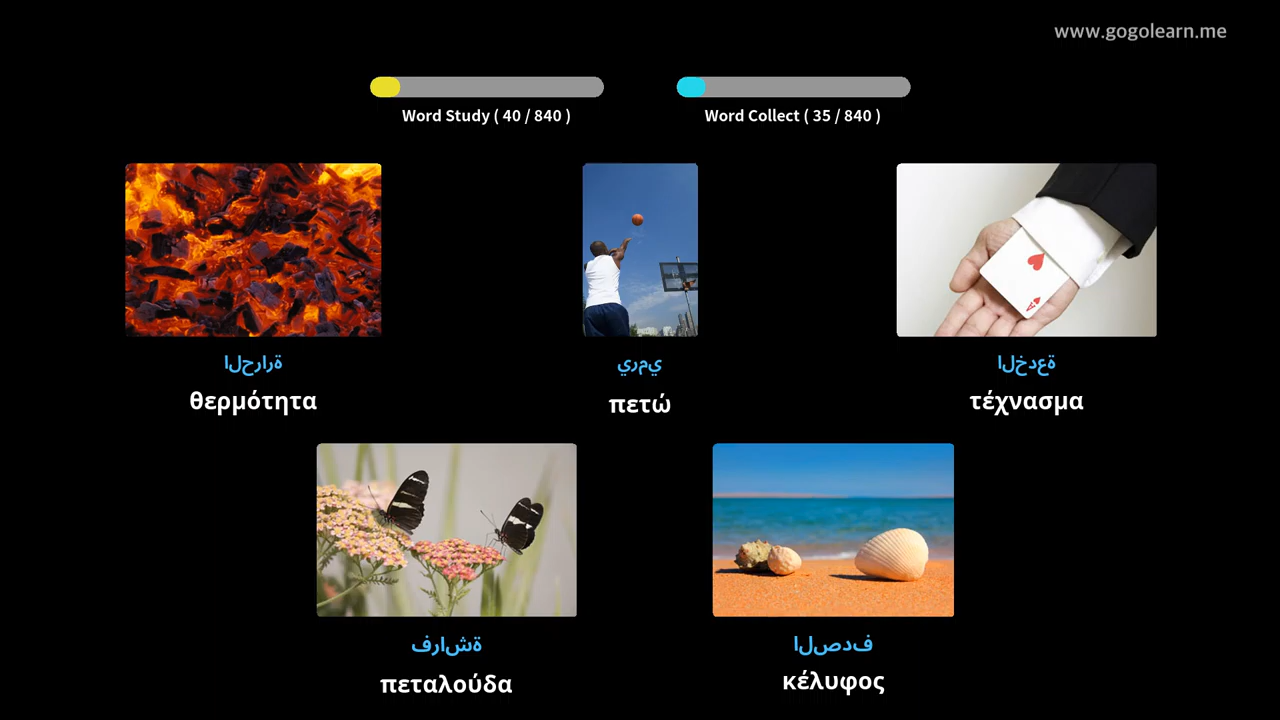 www.gogolearn.me
Word Study ( 40 / 840 )
Word Collect ( 35 / 840 )
الحرارة
θερμότητα
يرمي
πετώ
الخدعة
τέχνασμα
فراشة
πεταλούδα
الصدف
κέλυφος